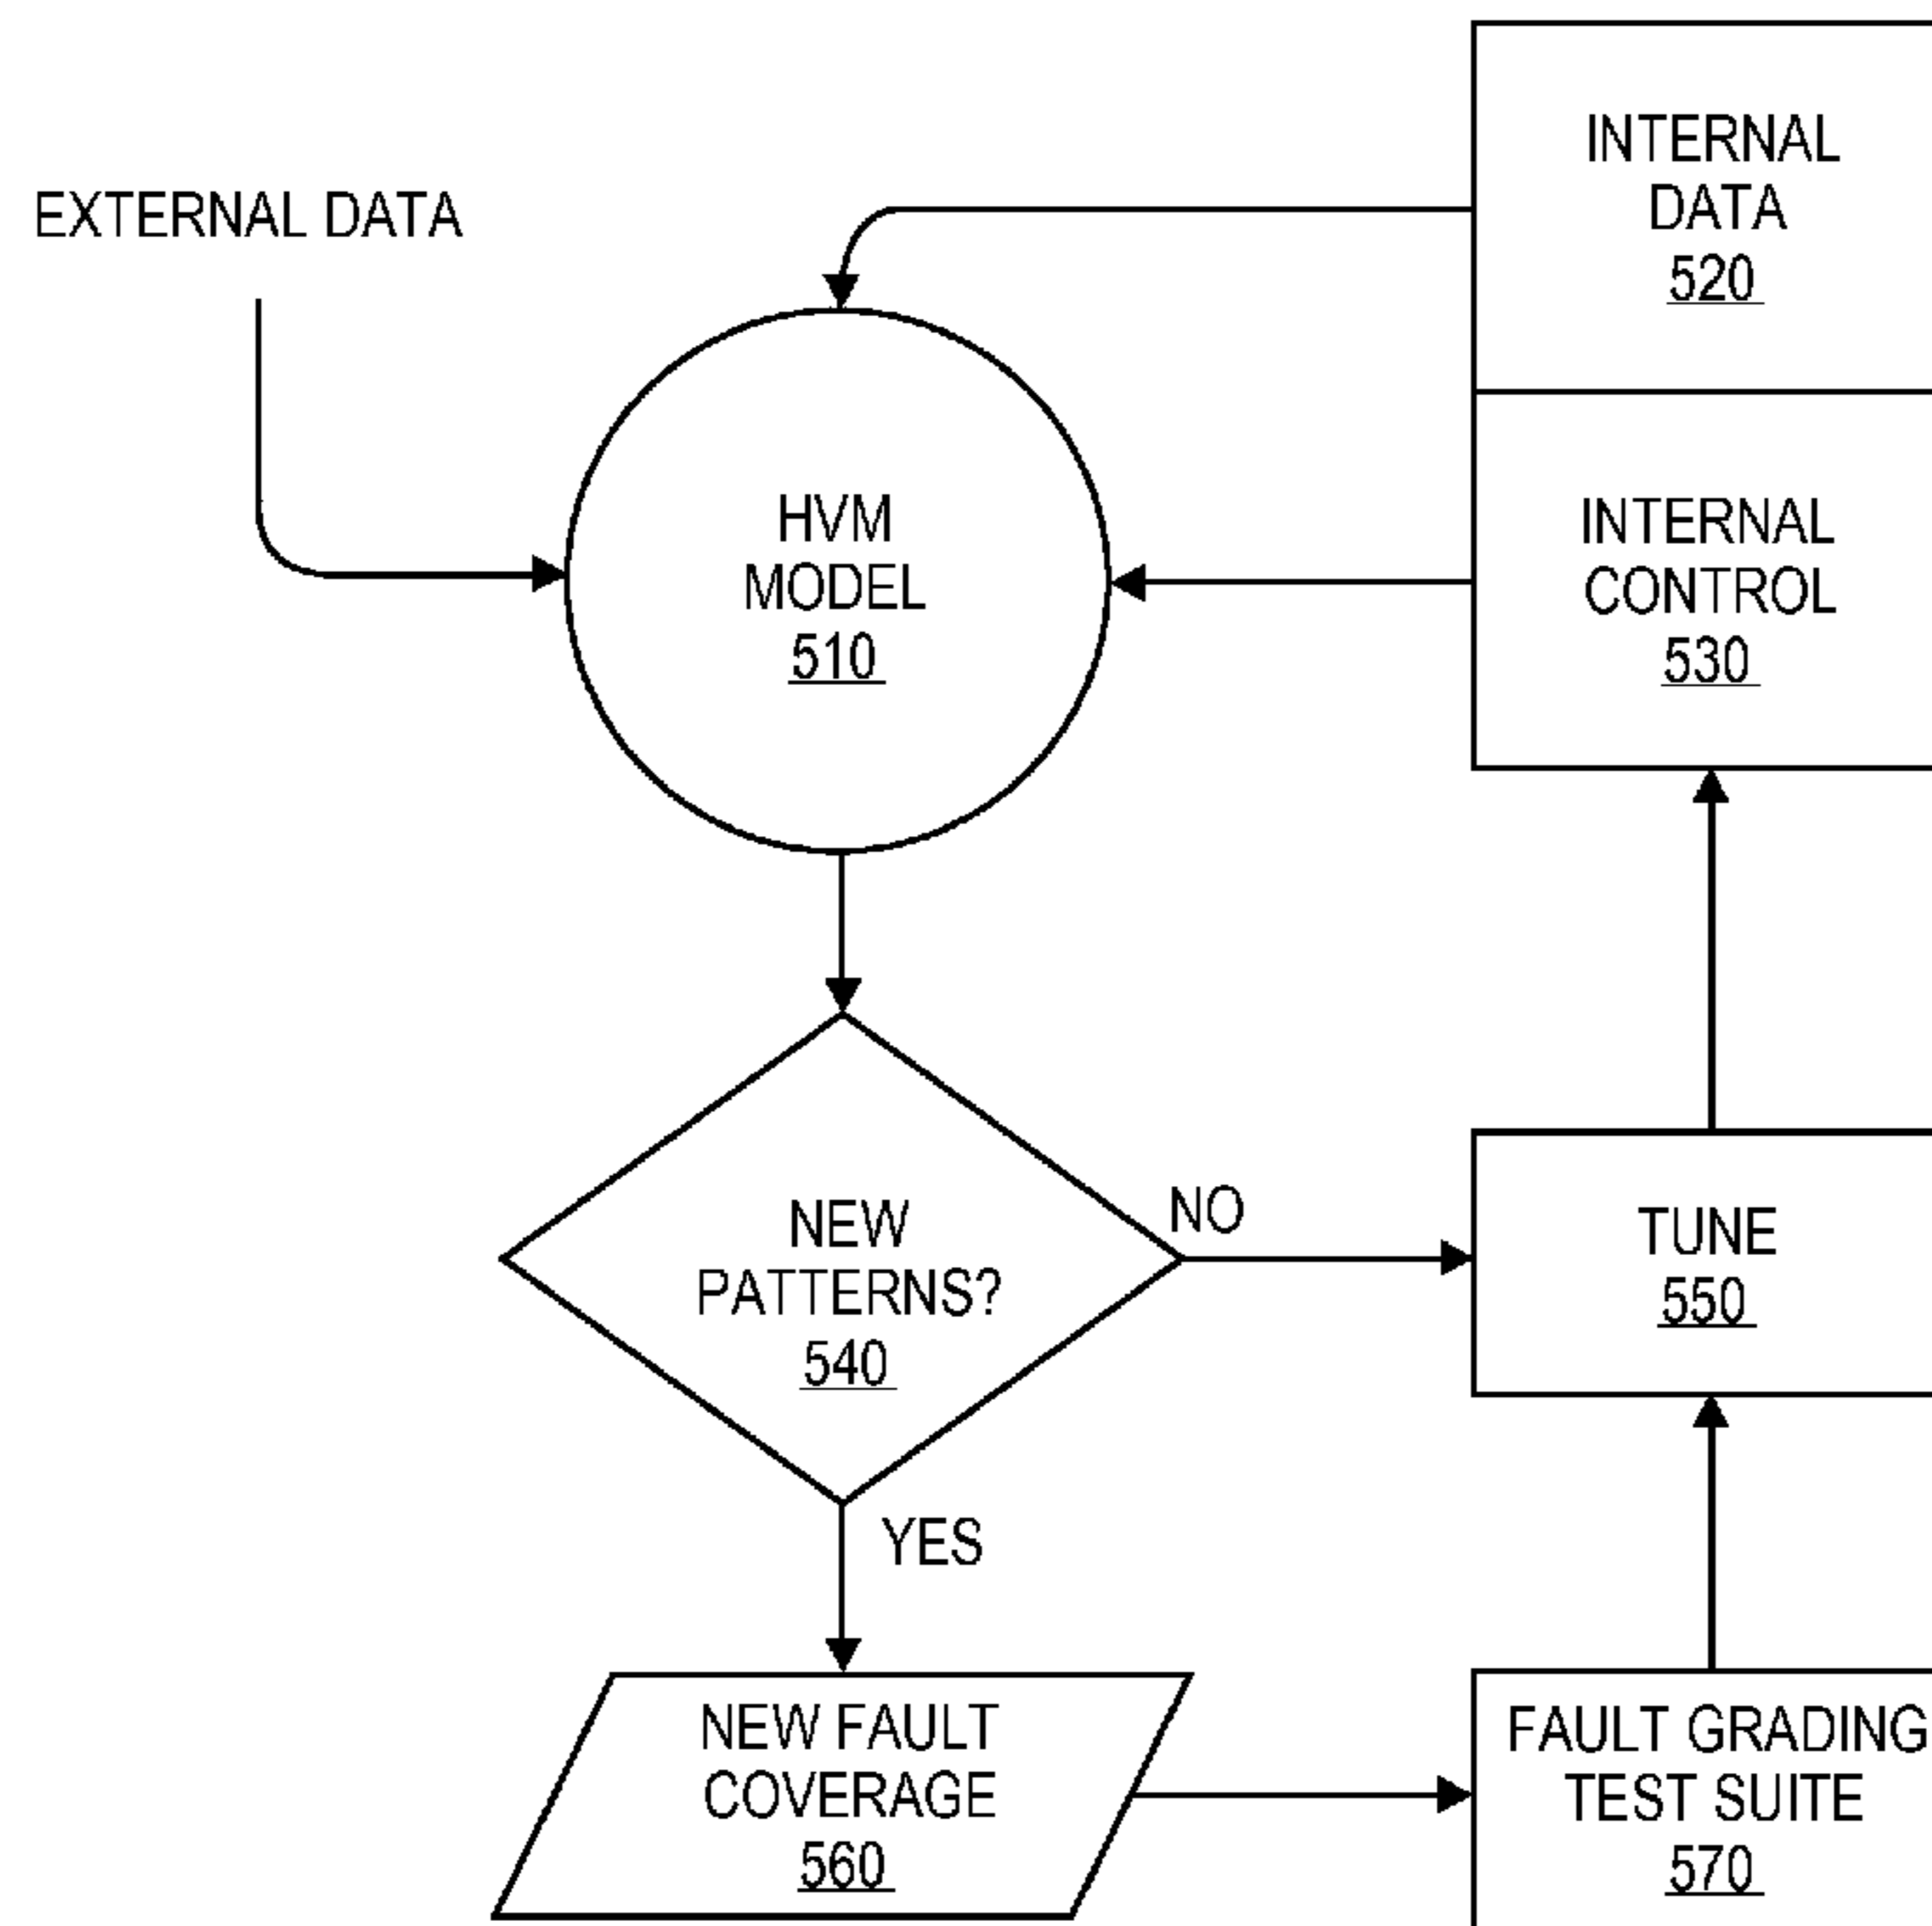 EXTERNAL DATA
INTERNAL
DATA
520
HVM
MODEL
510
INTERNAL
CONTROL
530
NEW
PATTERNS?
540
NO
TUNE
550
YES
NEW FAULT
COVERAGE
560
FAULT GRADING
TEST SUITE
570